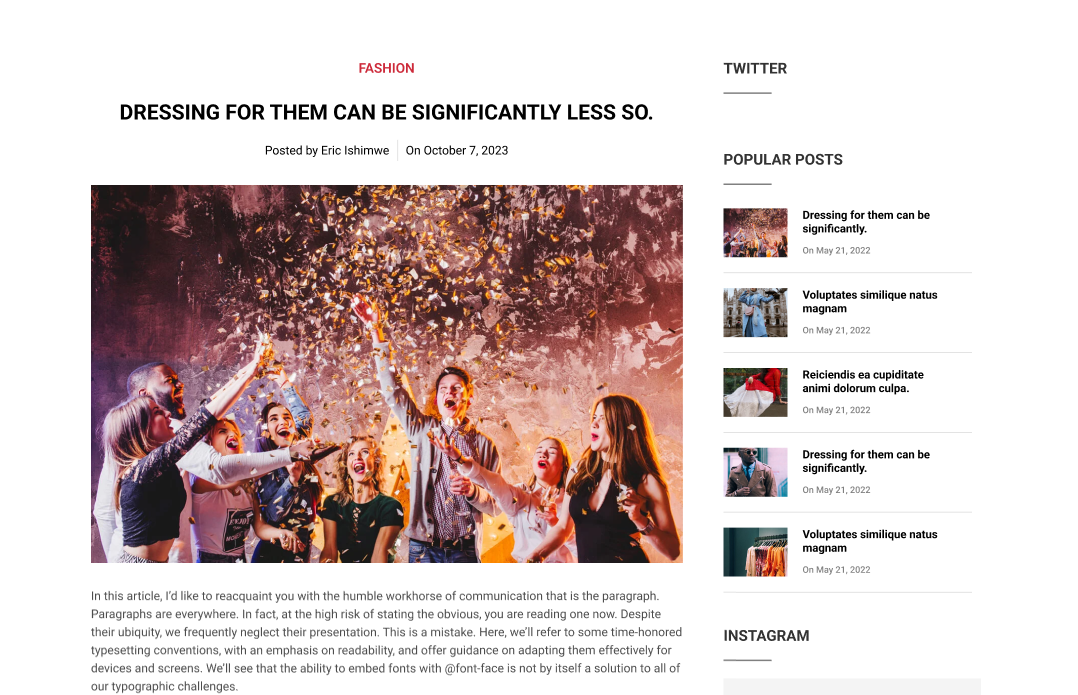 FASHION
DRESSING FOR THEM CAN BE SIGNIFICANTLY LESS SO.
Posted by Eric Ishimwe
On October 7, 2023
In this article, I’d like to reacquaint you with the humble workhorse of communication that is the paragraph.
Paragraphs are everywhere. In fact, at the high risk of stating the obvious, you are reading one now. Despite
their ubiquity, we frequently neglect their presentation. This is a mistake. Here, we’ll refer to some time-honored
typesetting conventions, with an emphasis on readability, and offer guidance on adapting them effectively for
devices and screens. We’ll see that the ability to embed fonts with @font-face is not by itself a solution to all of
our typographic challenges.
TWITTER
POPULAR POSTS
Dressing for them can be
significantly.
On May 21, 2022
Voluptates similique natus
magnam
On May 21, 2022
Reiciendis ea cupiditate
animi dolorum culpa.
On May 21, 2022
Dressing for them can be
significantly.
On May 21, 2022
Voluptates similique natus
magnam
On May 21, 2022
INSTAGRAM